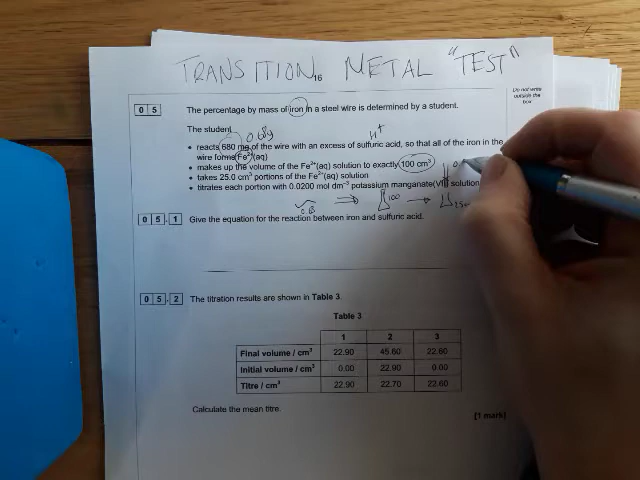 TRANSITION METAL "TEST"
16
Do not write
outside the
box
0 5 The percentage by mass of iron in a steel wire is determined by a student.
The student
0.68g H+
• reacts 680 mg of the wire with an excess of sulfuric acid, so that all of the iron in the
wire forms Fe2+(aq)
• makes up the volume of the Fe2+(aq) solution to exactly 100 cm3
• takes 25.0 cm3 portions of the Fe2+(aq) solution
• titrates each portion with 0.0200 mol dm–3 potassium manganate(VII) solution
100
0 5 . 1 Give the equation for the reaction between iron and sulfuric acid.
0 5 . 2 The titration results are shown in Table 3.
Table 3
1 2 3
Final volume / cm3 22.90 45.60 22.60
Initial volume / cm3 0.00 22.90 0.00
Titre / cm3 22.90 22.70 22.60
Calculate the mean titre.
[1 mark]